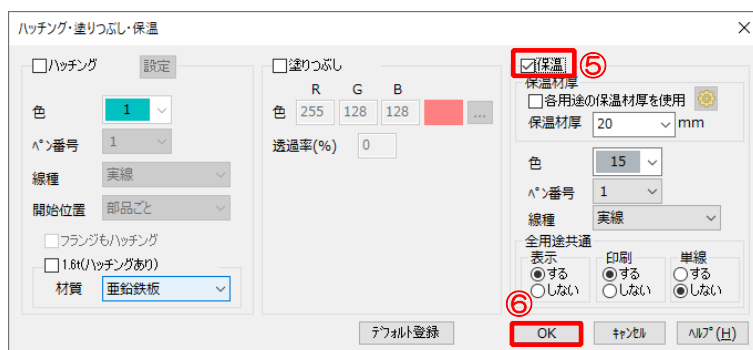 ハッチング・塗りつぶし・保温
ハッチング
設定
色
1
ペン番号
1
線種
実線
開始位置
部品ごと
フランジもハッチング
1.6t(ハッチングあり)
材質
亜鉛鉄板
塗りつぶし
R G B
色 255 128 128 ...
透過率(%) 0
保温
⑤
保温材厚
各用途の保温材厚を使用
保温材厚 20 mm
色 15
ペン番号 1
線種 実線
全用途共通
表示
する
しない
印刷
する
しない
単線
する
しない
⑥
デフォルト登録
OK
キャンセル
ヘルプ(H)